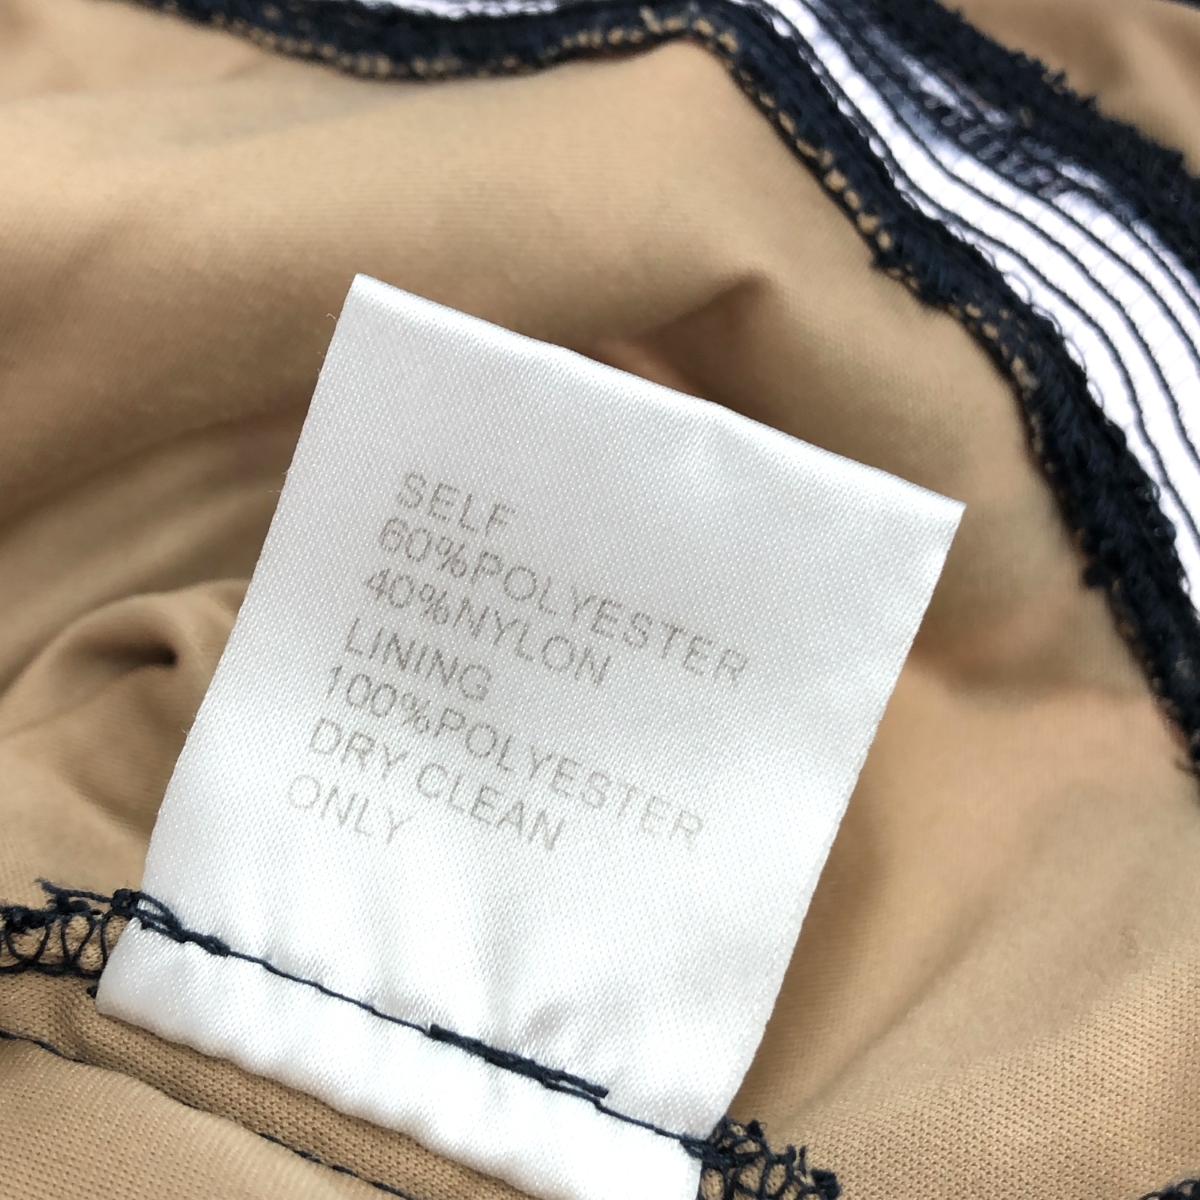 SELF
60%POLYESTER
40%NYLON
LINING
100%POLYESTER
DRY CLEAN
ONLY